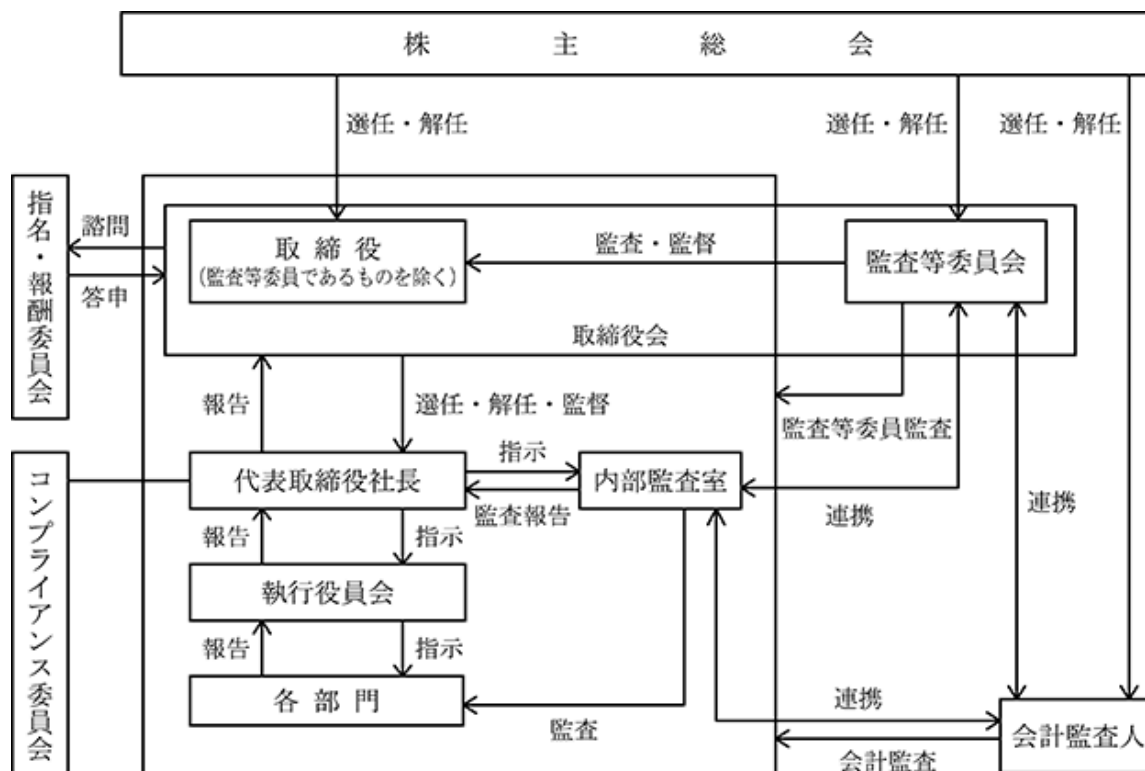 株主総会
選任・解任
選任・解任
選任・解任
指名・報酬委員会
諮問
答申
取締役
（監査等委員であるものを除く）
監査・監督
監査等委員会
取締役会
報告
選任・解任・監督
監査等委員監査
コンプライアンス委員会
代表取締役社長
指示
監査報告
内部監査室
連携
連携
報告
指示
執行役員会
報告
指示
各部門
監査
連携
会計監査
会計監査人